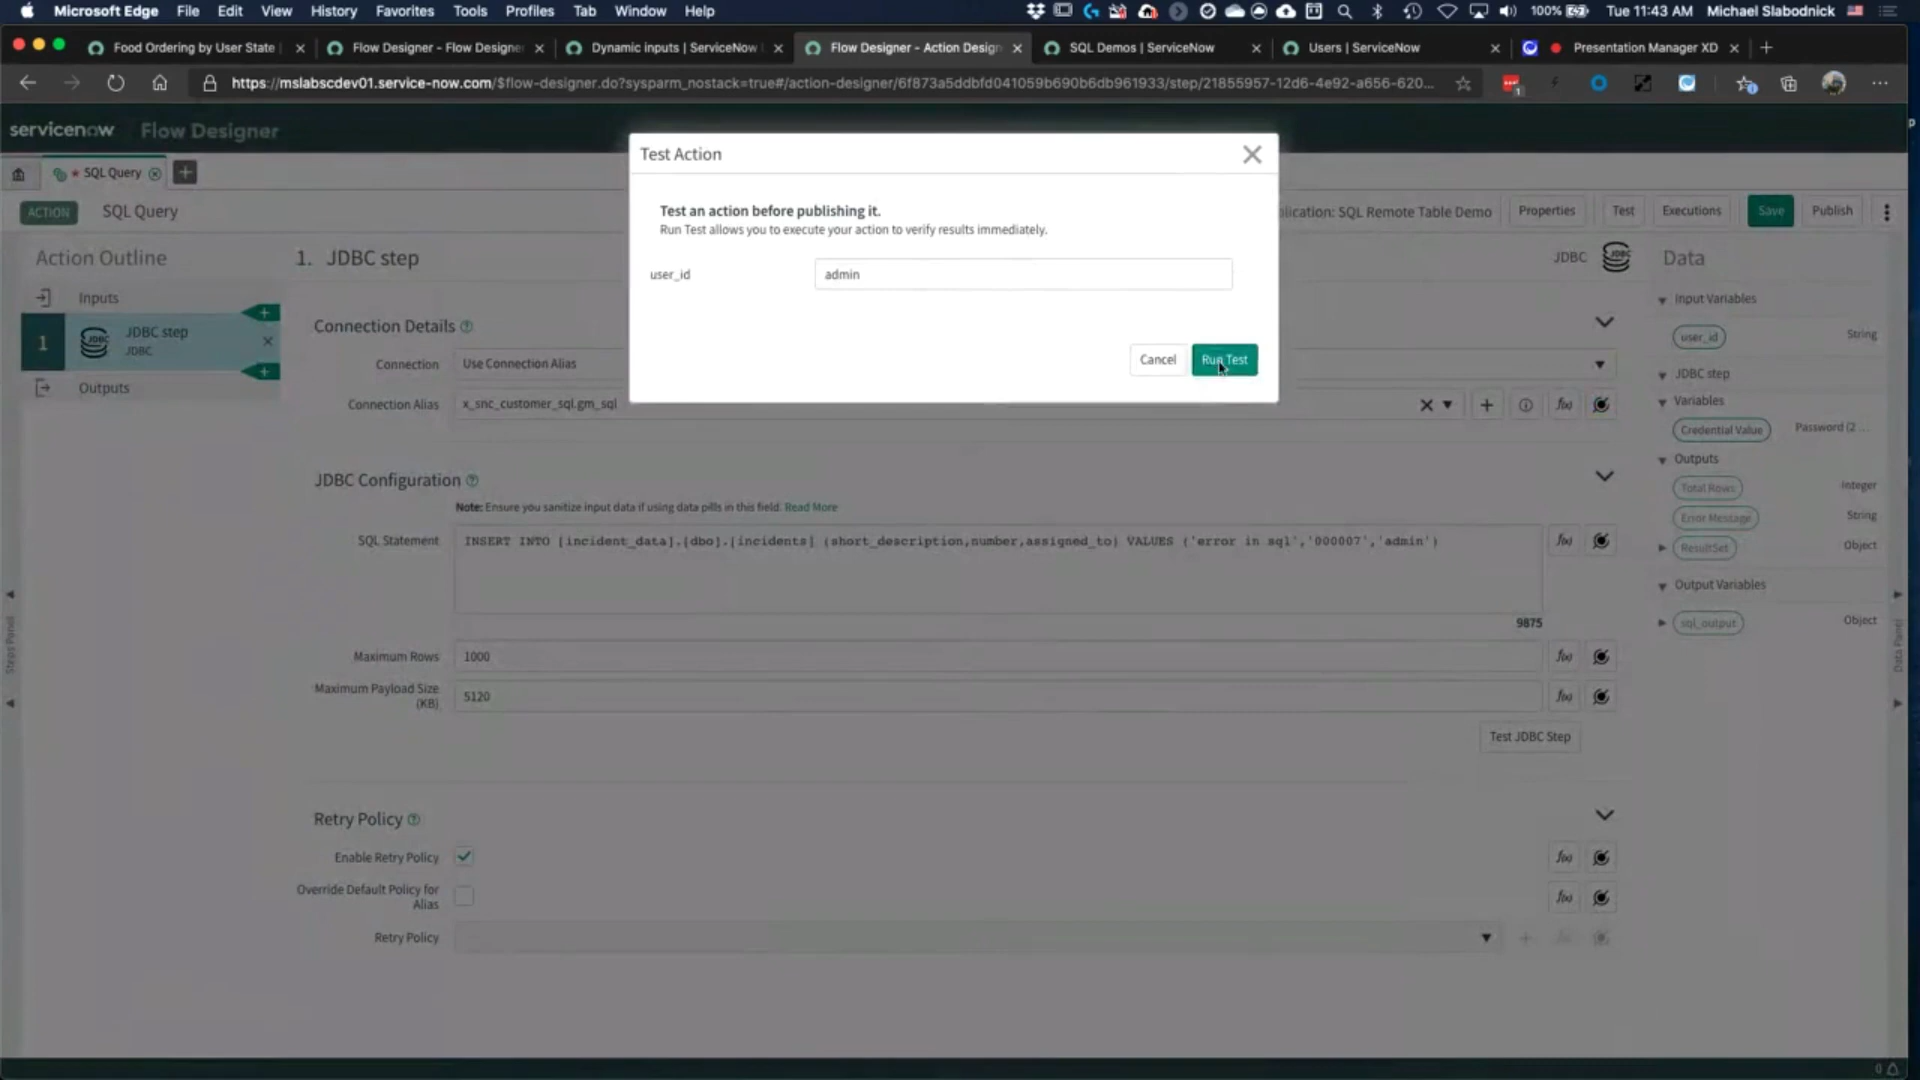 Microsoft Edge File Edit View History Favorites Tools Profiles Tab Window Help 100% Tue 11:43 AM Michael Slabodnick
Food Ordering by User State
Flow Designer - Flow Designer
Dynamic inputs | ServiceNow
Flow Designer - Action Design
SQL Demos | ServiceNow
Users | ServiceNow
Presentation Manager XD
https://mslabscdev01.service-now.com/$flow-designer.do?sysparm_nostack=true#/action-designer/6f873a5ddbfd041059b690b6db961933/step/21855957-12d6-4e92-a656-620...
1
servicenow Flow Designer
* SQL Query
ACTION SQL Query
lication: SQL Remote Table Demo Properties Test Executions Save Publish
Test Action
Test an action before publishing it.
Run Test allows you to execute your action to verify results immediately.
user_id admin
Cancel Run Test
Action Outline
Inputs
1 JDBC JDBC step
JDBC
Outputs
Steps Panel
1. JDBC step
JDBC JDBC
Connection Details
Connection Use Connection Alias
Connection Alias x_snc_customer_sql.gm_sql
JDBC Configuration
Note: Ensure you sanitize input data if using data pills in this field. Read More
SQL Statement INSERT INTO [incident_data].[dbo].[incidents] (short_description,number,assigned_to) VALUES ('error in sql','000007','admin')
9875
Maximum Rows 1000
Maximum Payload Size
(KB) 5120
Test JDBC Step
Retry Policy
Enable Retry Policy
Override Default Policy for
Alias
Retry Policy
Data
Input Variables
user_id String
JDBC step
Variables
Credential Value Password (2 ...
Outputs
Total Rows Integer
Error Message String
ResultSet Object
Output Variables
sql_output Object
Data Panel
0